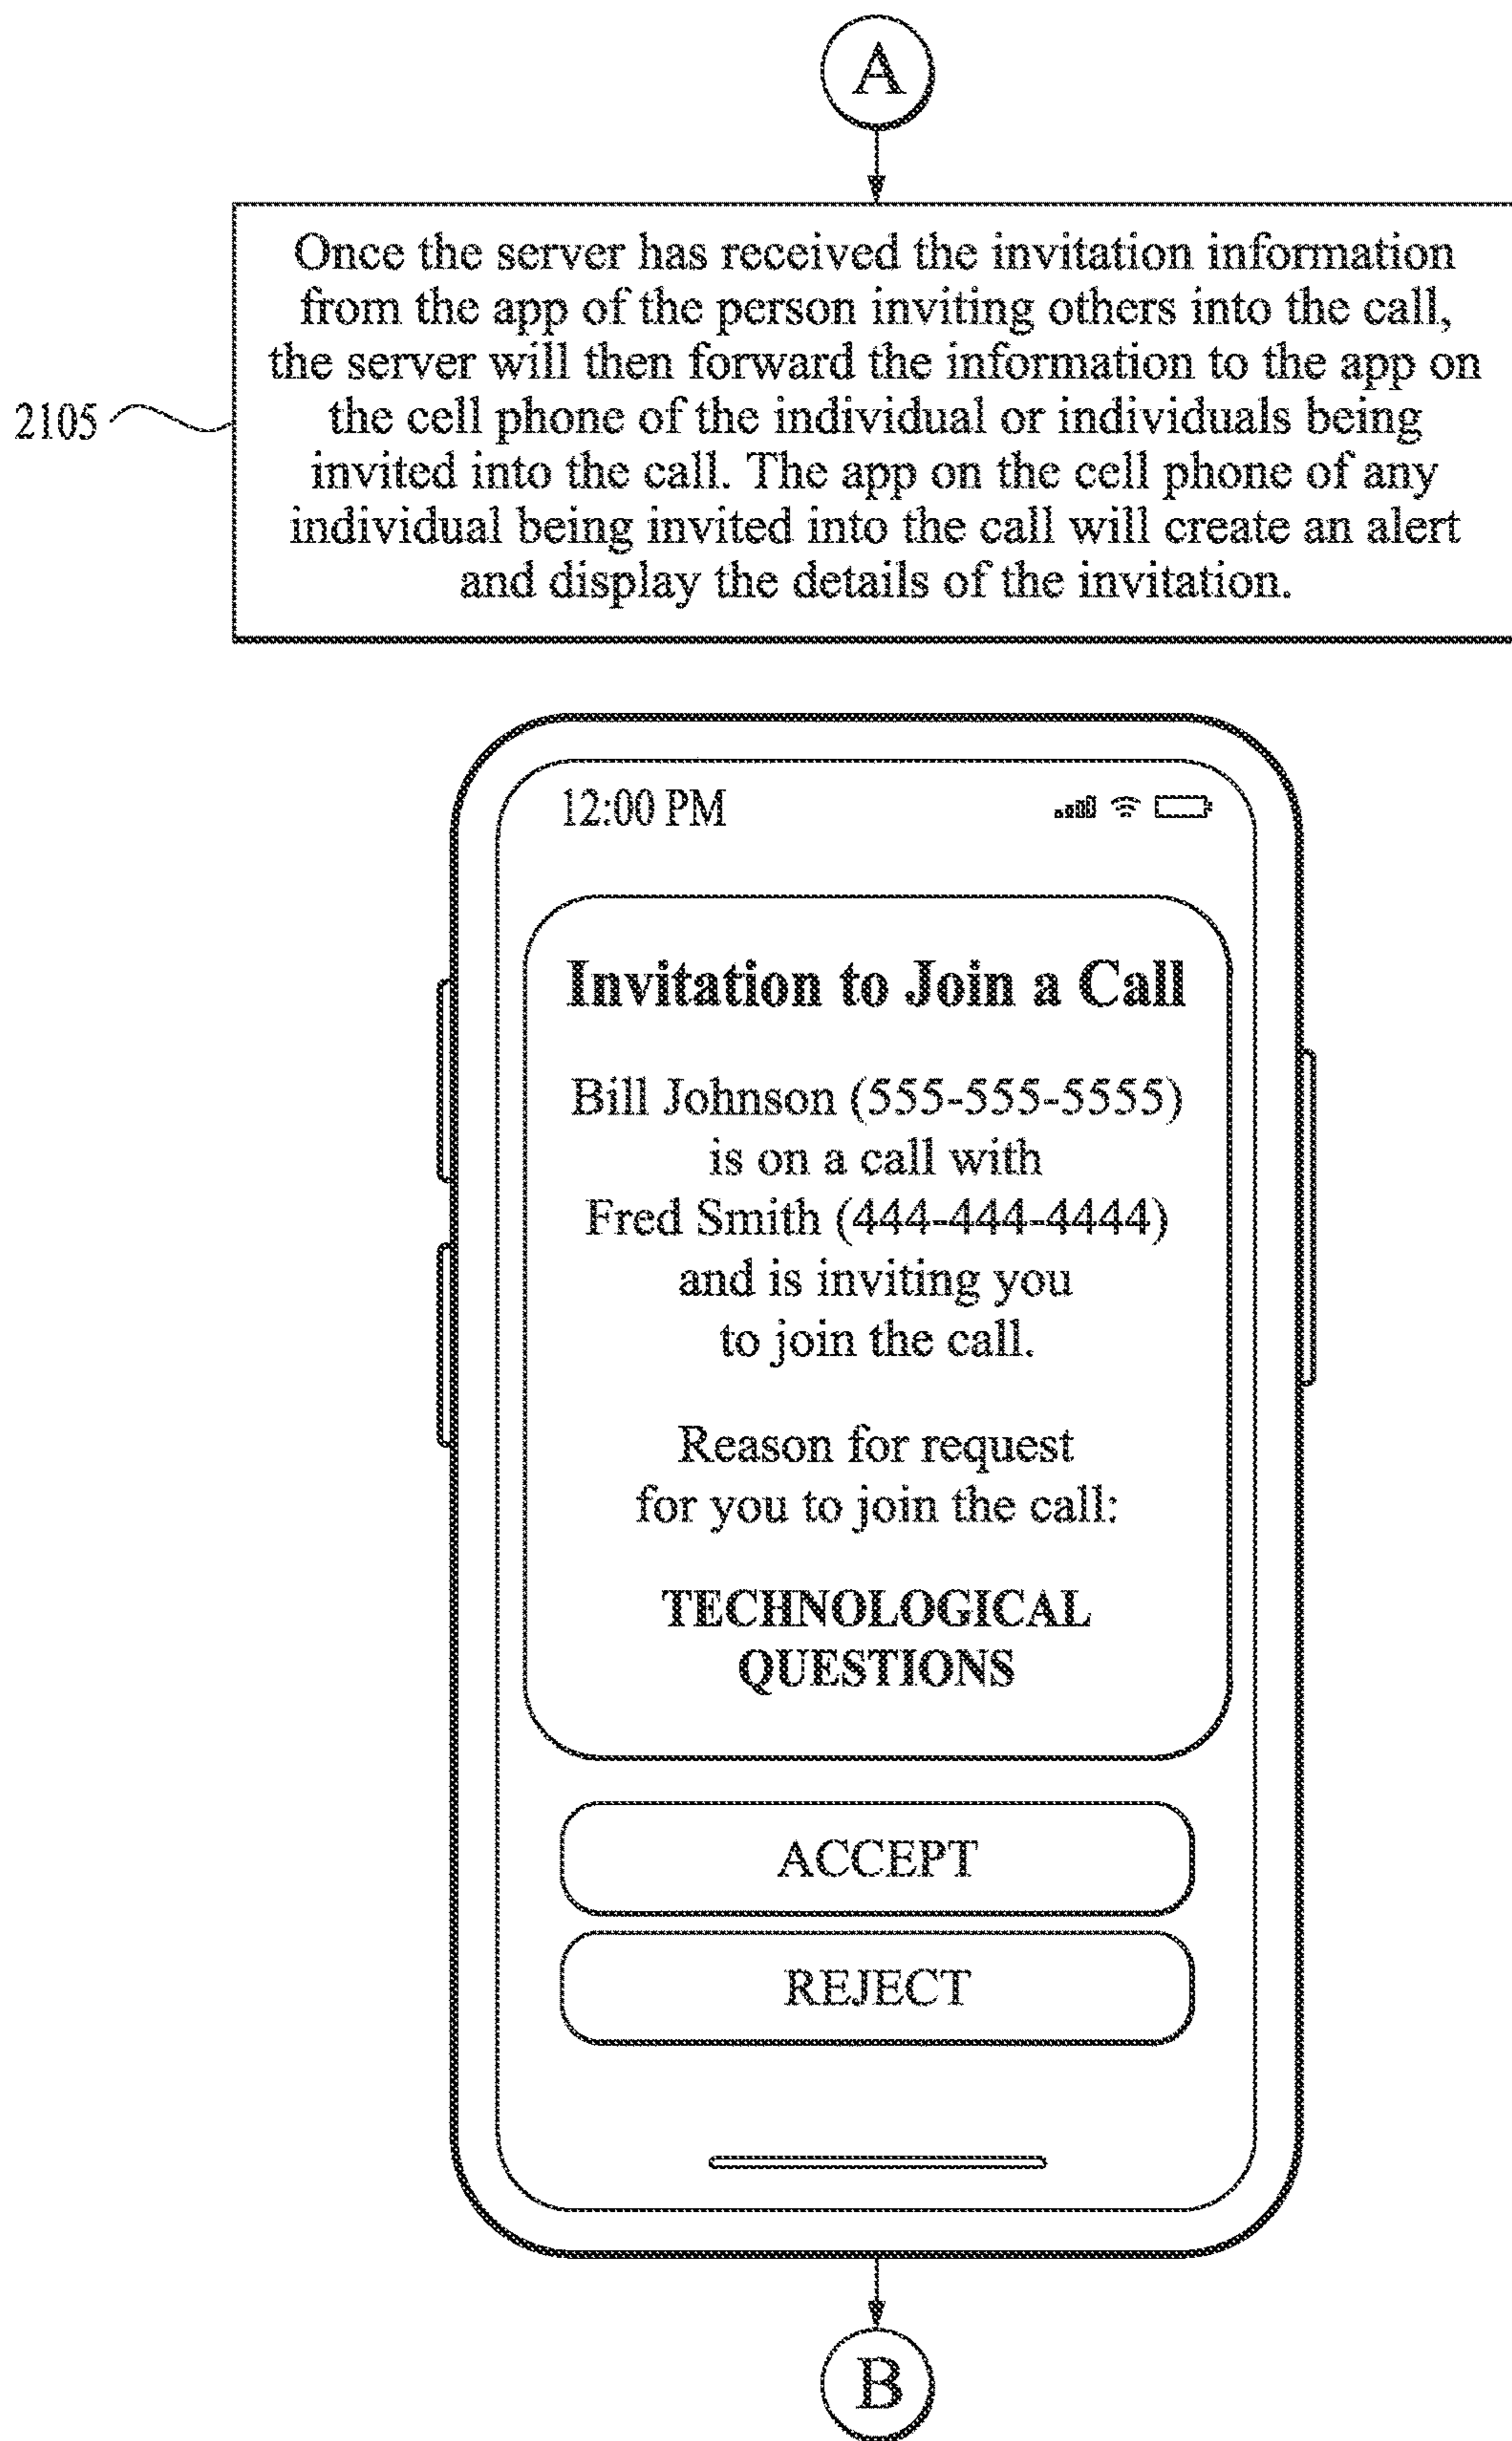 A
Once the server has received the invitation information
from the app of the person inviting others into the call,
the server will then forward the information to the app on
the cell phone of the individual or individuals being
invited into the call. The app on the cell phone of any
individual being invited into the call will create an alert
and display the details of the invitation.
2105
12:00 PM
Invitation to Join a Call
Bill Johnson (555-555-5555)
is on a call with
Fred Smith (444-444-4444)
and is inviting you
to join the call.
Reason for request
for you to join the call:
TECHNOLOGICAL
QUESTIONS
ACCEPT
REJECT
B